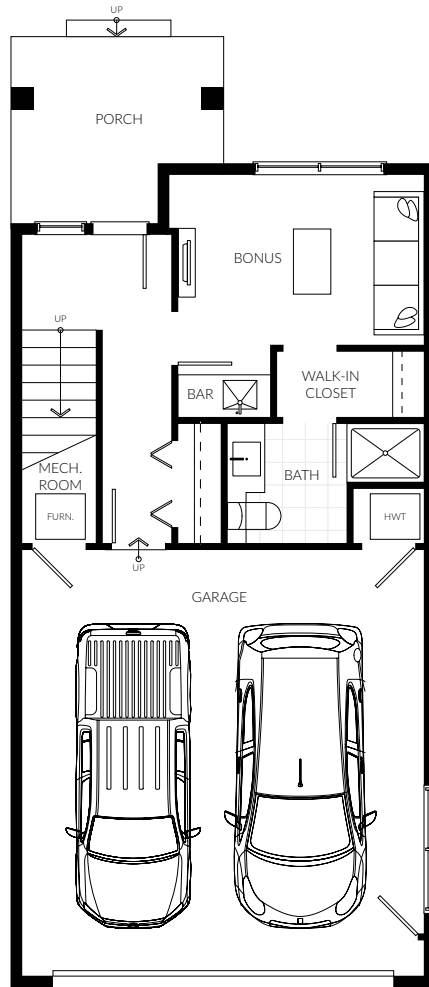 UP
PORCH
BONUS
UP
WALK-IN
CLOSET
BAR
MECH.
ROOM
BATH
FURN.
HWT
UP
GARAGE